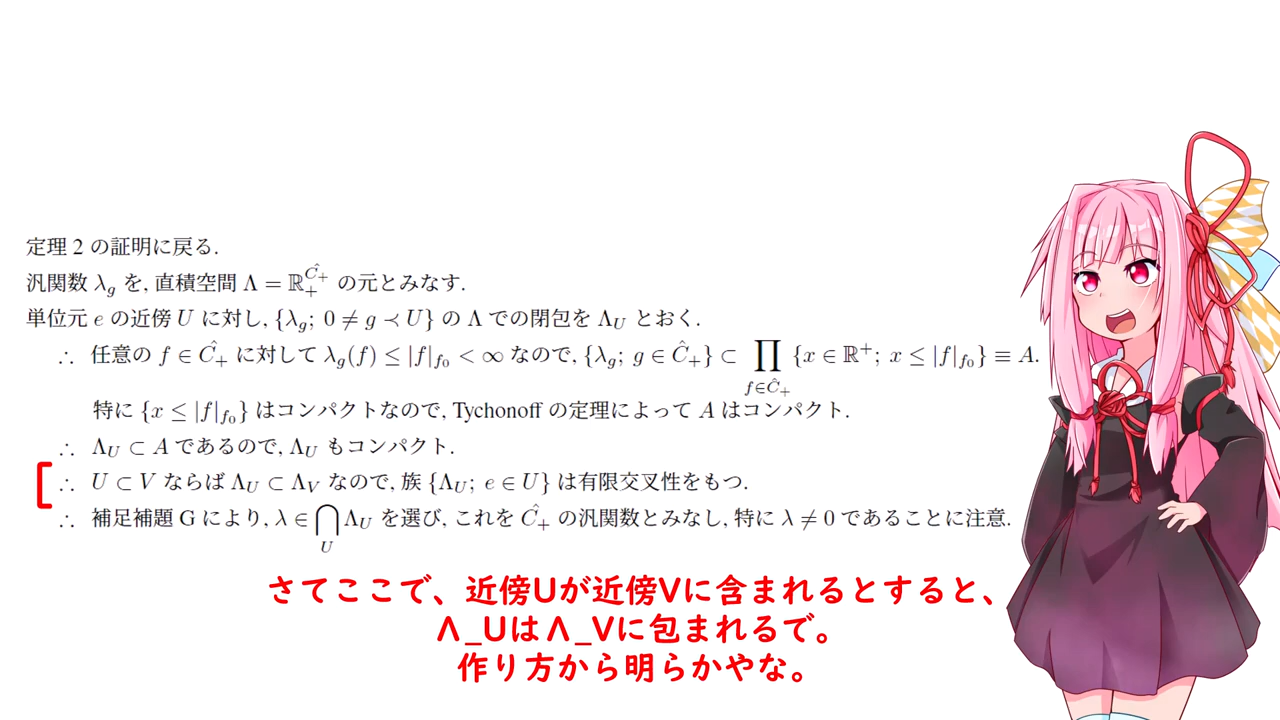 定理 2 の証明に戻る.
汎関数 λ_g を, 直積空間 Λ = ℝ_+^{Ĉ_+} の元とみなす.
単位元 e の近傍 U に対し, {λ_g; 0 ≠ g ≺ U} の Λ での閉包を Λ_U とおく.
∴ 任意の f ∈ Ĉ_+ に対して λ_g(f) ≤ |f|_{f_0} < ∞ なので, {λ_g; g ∈ Ĉ_+} ⊂ ∏_{f∈Ĉ_+} {x ∈ ℝ^+; x ≤ |f|_{f_0}} ≡ A.
特に {x ≤ |f|_{f_0}} はコンパクトなので, Tychonoff の定理によって A はコンパクト.
∴ Λ_U ⊂ A であるので, Λ_U もコンパクト.
[ ∴ U ⊂ V ならば Λ_U ⊂ Λ_V なので, 族 {Λ_U; e ∈ U} は有限交叉性をもつ.
∴ 補足補題 G により, λ ∈ ⋂_U Λ_U を選び, これを Ĉ_+ の汎関数とみなし, 特に λ ≠ 0 であることに注意.
さてここで、近傍Uが近傍Vに含まれるとすると、
Λ_UはΛ_Vに包まれるで。
作り方から明らかやな。